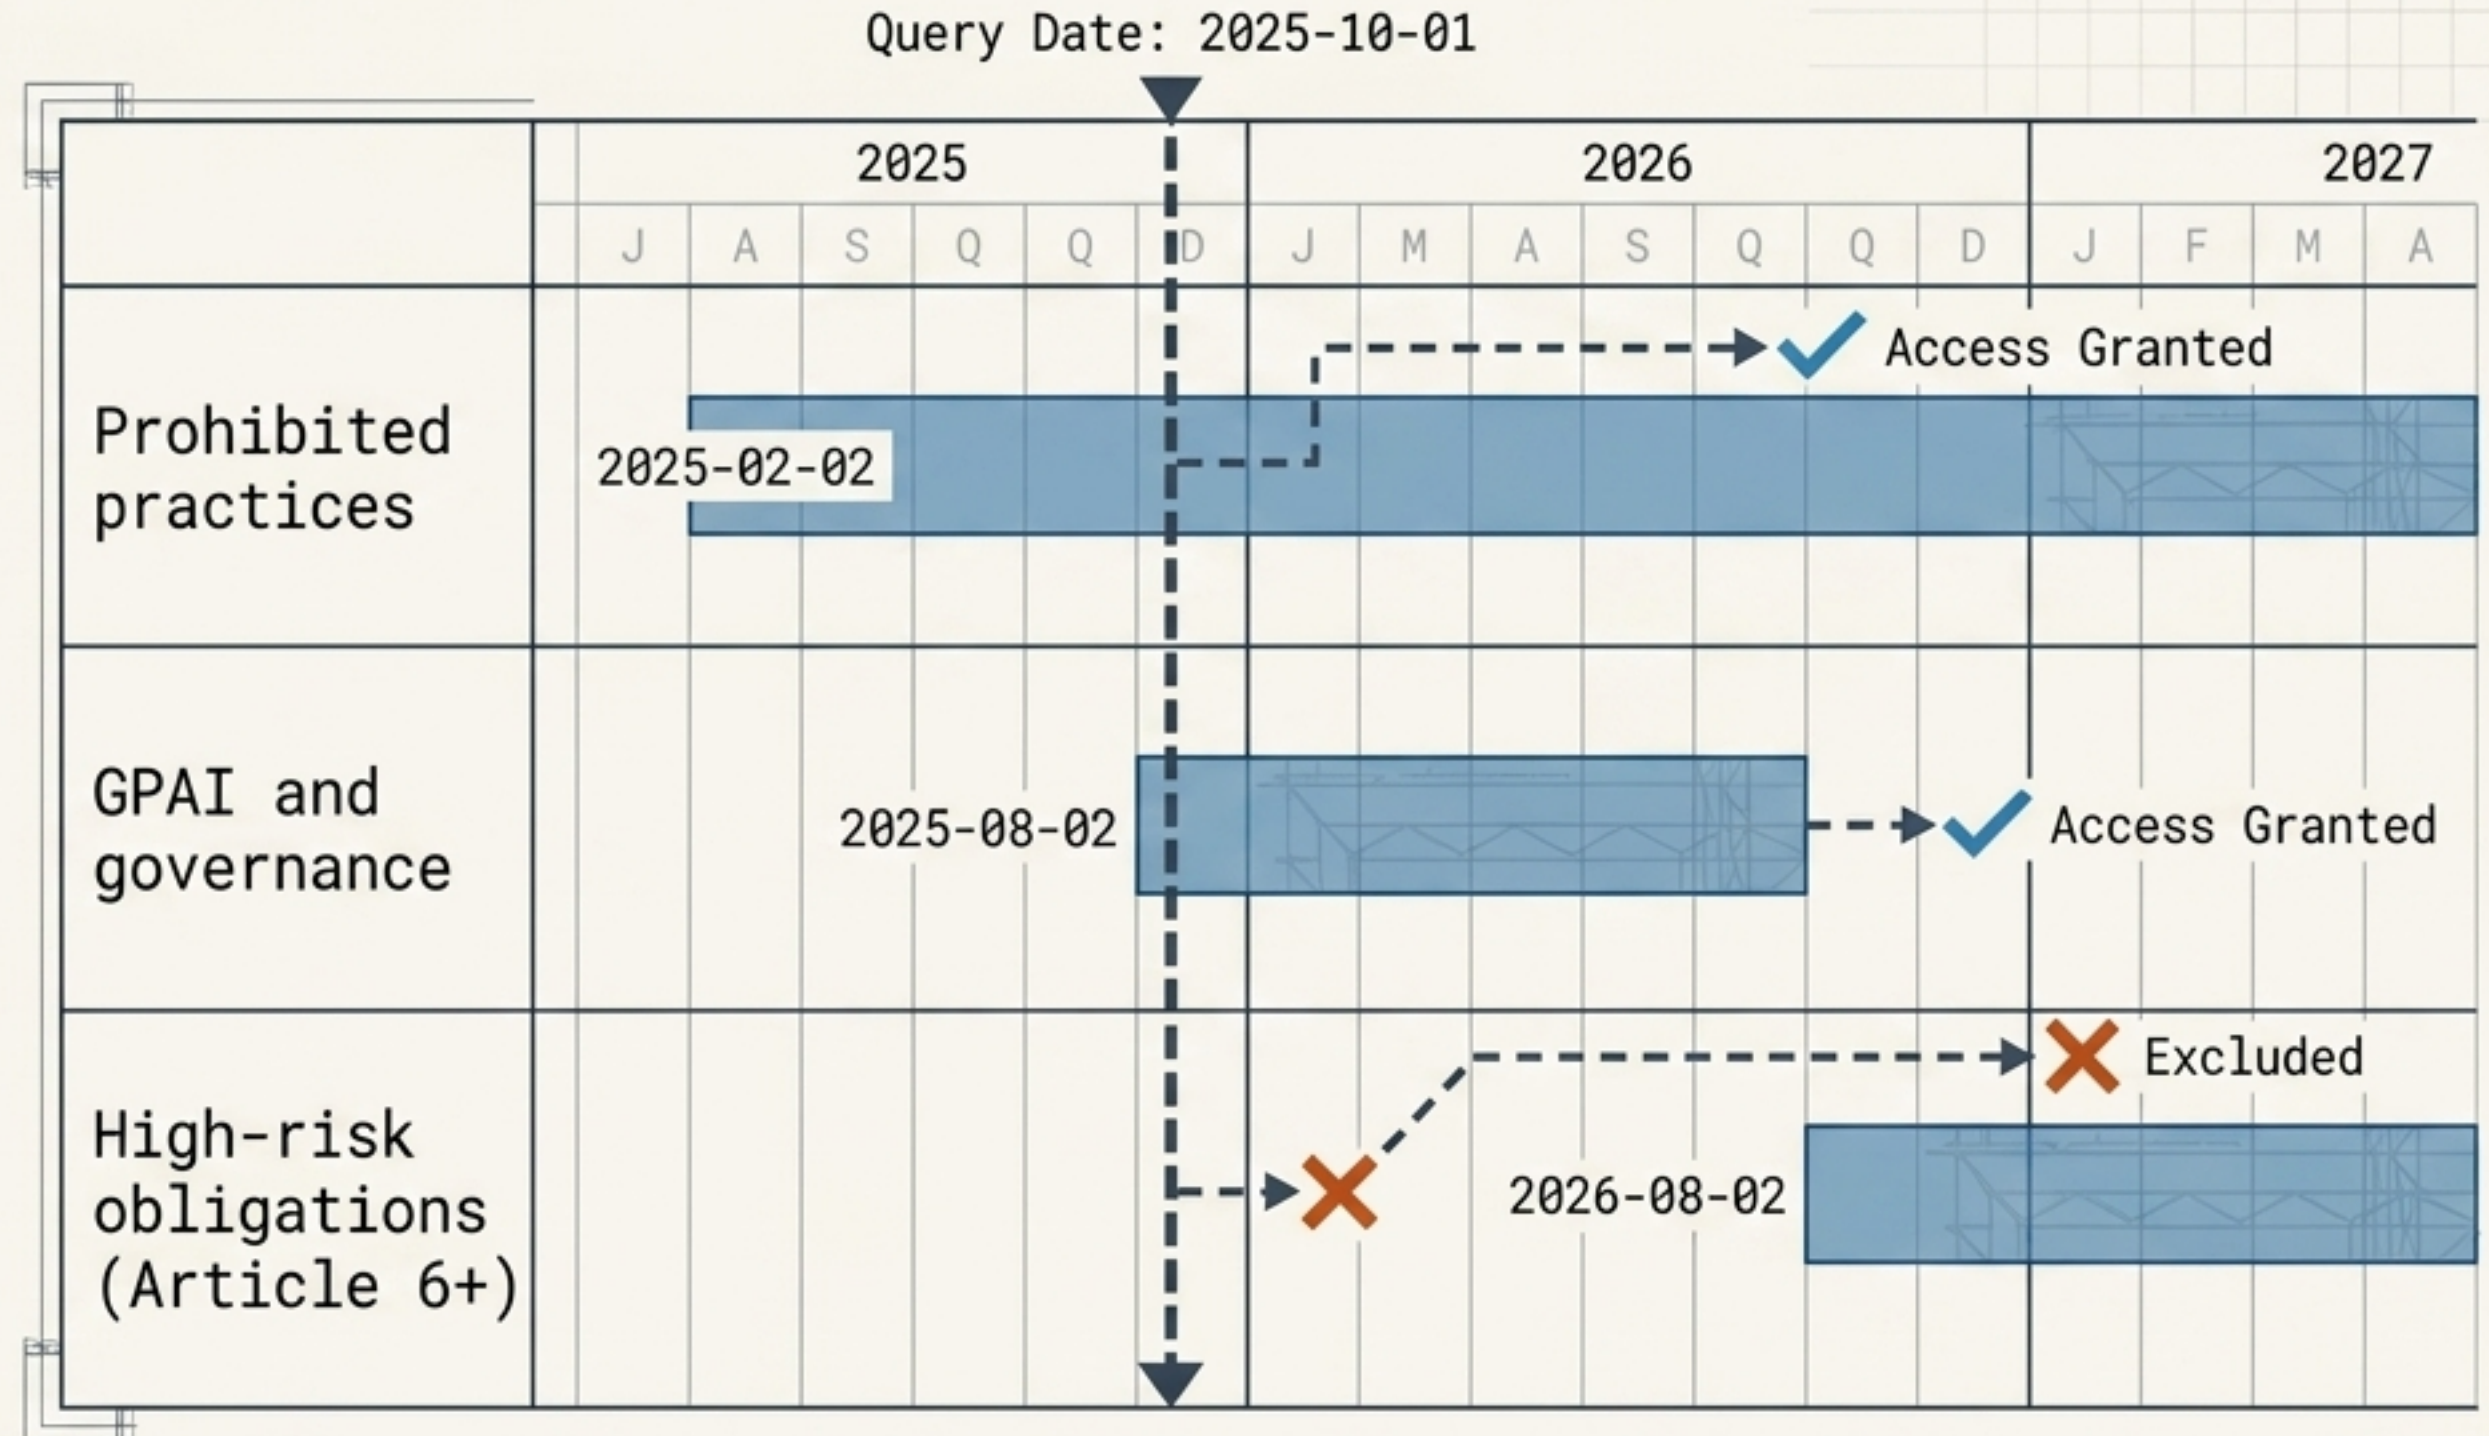 Query Date: 2025-10-01
2025 2026 2027
J A S Q Q D J M A S Q Q D J F M A
Access Granted
Prohibited
practices
2025-02-02
GPAI and
governance
2025-08-02
Access Granted
Excluded
High-risk
obligations
(Article 6+)
2026-08-02